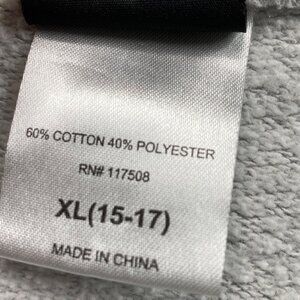 60% COTTON 40% POLYESTER
RN# 117508
XL(15-17)
MADE IN CHINA